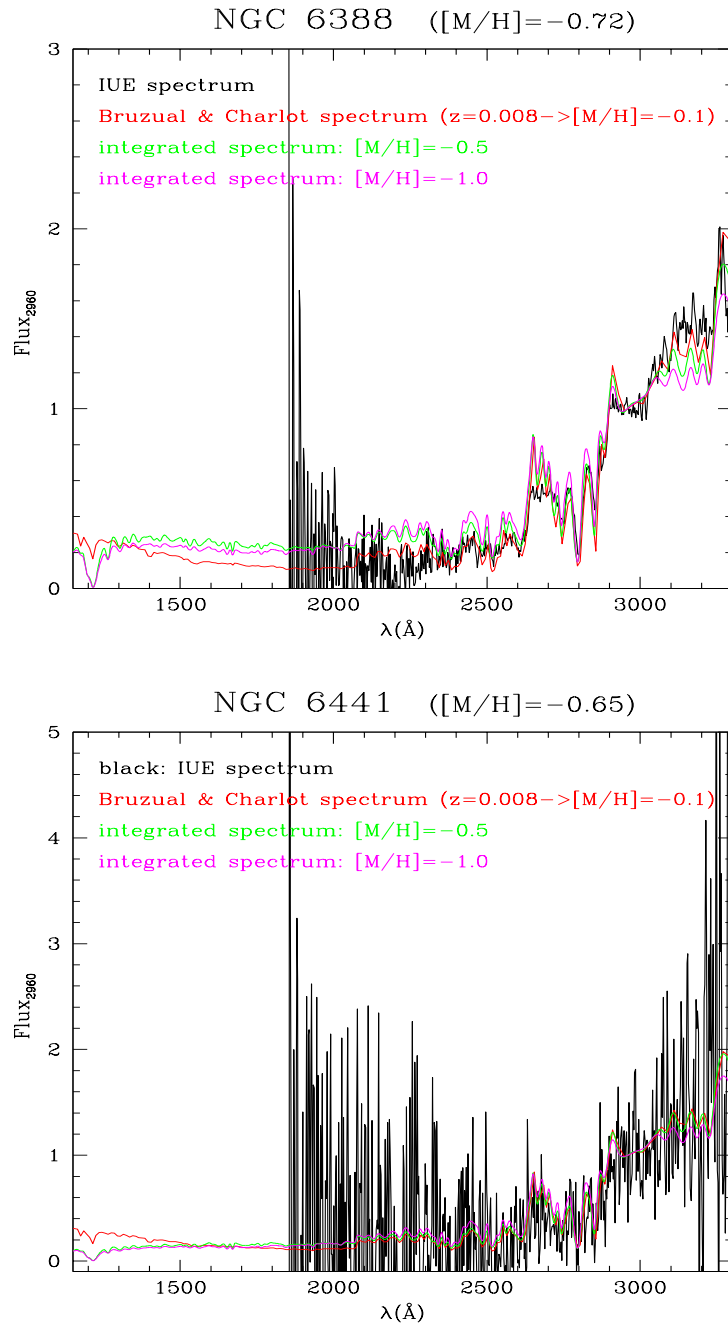 NGC 6388 ([M/H]=−0.72)
3
IUE spectrum
Bruzual & Charlot spectrum (z=0.008−>[M/H]=−0.1)
integrated spectrum: [M/H]=−0.5
integrated spectrum: [M/H]=−1.0
2
Flux2960
1
0
1500 2000 2500 3000
λ(Å)
NGC 6441 ([M/H]=−0.65)
5
black: IUE spectrum
Bruzual & Charlot spectrum (z=0.008−>[M/H]=−0.1)
integrated spectrum: [M/H]=−0.5
4
integrated spectrum: [M/H]=−1.0
3
Flux2960
2
1
0
1500 2000 2500 3000
λ(Å)